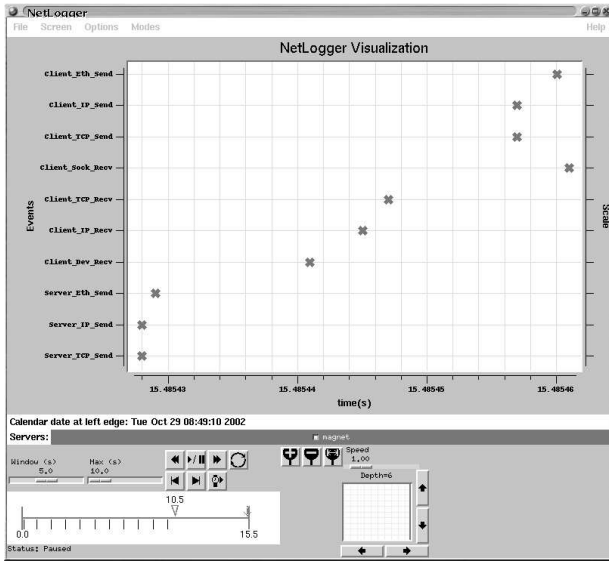 NetLogger
File Screen Options Modes Help
NetLogger Visualization
Client_Eth_Send
Client_IP_Send
Client_TCP_Send
Client_Sock_Recv
Client_TCP_Recv
Client_IP_Recv
Client_Dev_Recv
Server_Eth_Send
Server_IP_Send
Server_TCP_Send
Events
Scale
15.48543 15.48544 15.48545 15.48546
time(s)
Calendar date at left edge: Tue Oct 29 08:49:10 2002
Servers: magnet
Window (s) Max (s)
5.0 10.0
Speed
1.00
Depth=6
10.5
0.0 15.5
Status: Paused